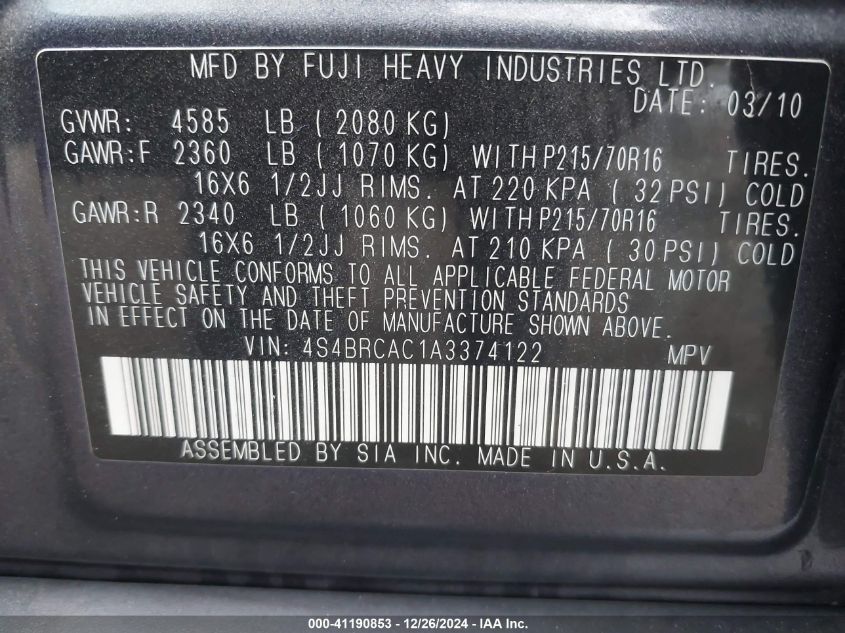 MFD BY FUJI HEAVY INDUSTRIES LTD.
DATE: 03/10
GVWR: 4585 LB ( 2080 KG)
GAWR:F 2360 LB ( 1070 KG) WITH P215/70R16 TIRES.
16X6 1/2JJ RIMS. AT 220 KPA ( 32 PSI) COLD
GAWR:R 2340 LB ( 1060 KG) WITH P215/70R16 TIRES.
16X6 1/2JJ RIMS. AT 210 KPA ( 30 PSI) COLD
THIS VEHICLE CONFORMS TO ALL APPLICABLE FEDERAL MOTOR
VEHICLE SAFETY AND THEFT PREVENTION STANDARDS
IN EFFECT ON THE DATE OF MANUFACTURE SHOWN ABOVE.
VIN: 4S4BRCAC1A3374122 MPV
ASSEMBLED BY SIA INC. MADE IN U.S.A.
000-41190853 - 12/26/2024 - IAA Inc.